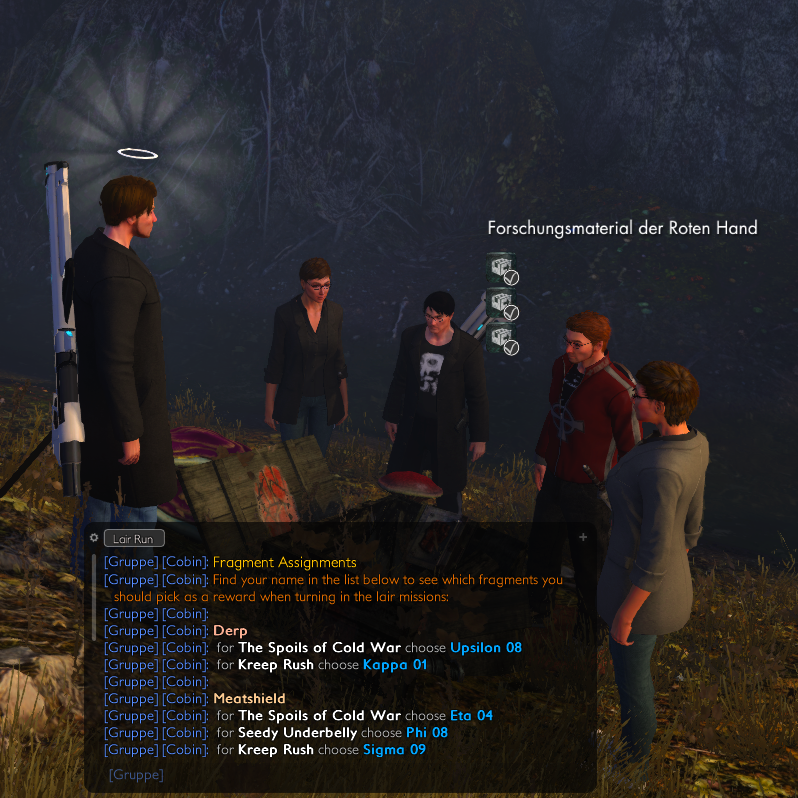 Forschungsmaterial der Roten Hand
Lair Run
[Gruppe] [Cobin]: Fragment Assignments
[Gruppe] [Cobin]: Find your name in the list below to see which fragments you
should pick as a reward when turning in the lair missions:
[Gruppe] [Cobin]:
[Gruppe] [Cobin]: Derp
[Gruppe] [Cobin]: for The Spoils of Cold War choose Upsilon 08
[Gruppe] [Cobin]: for Kreep Rush choose Kappa 01
[Gruppe] [Cobin]:
[Gruppe] [Cobin]: Meatshield
[Gruppe] [Cobin]: for The Spoils of Cold War choose Eta 04
[Gruppe] [Cobin]: for Seedy Underbelly choose Phi 08
[Gruppe] [Cobin]: for Kreep Rush choose Sigma 09
[Gruppe]